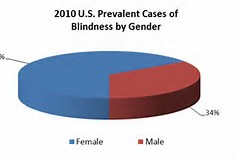 2010 U.S. Prevalent Cases of
Blindness by Gender
%
34%
Female Male